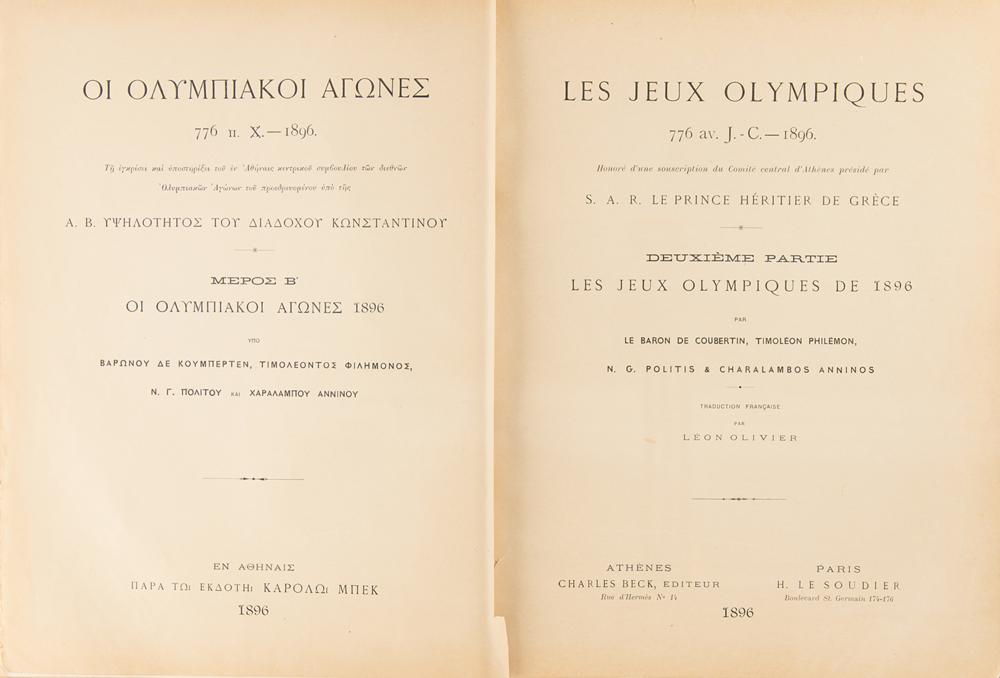 ΟΙ ΟΛΥΜΠΙΑΚΟΙ ΑΓΩΝΕΣ
776 π. Χ.—1896.
Τῇ ἐγκρίσει καὶ ὑποστηρίξει τοῦ ἐν Ἀθήναις κεντρικοῦ συμβουλίου τῶν διεθνῶν
Ὀλυμπιακῶν Ἀγώνων τοῦ προεδρευομένου ὑπὸ τῆς
Α. Β. ΥΨΗΛΟΤΗΤΟΣ ΤΟΥ ΔΙΑΔΟΧΟΥ ΚΩΝΣΤΑΝΤΙΝΟΥ
ΜΕΡΟΣ Β'
ΟΙ ΟΛΥΜΠΙΑΚΟΙ ΑΓΩΝΕΣ 1896
ΥΠΟ
ΒΑΡΩΝΟΥ ΔΕ ΚΟΥΜΠΕΡΤΕΝ, ΤΙΜΟΛΕΟΝΤΟΣ ΦΙΛΗΜΟΝΟΣ,
Ν. Γ. ΠΟΛΙΤΟΥ ΚΑΙ ΧΑΡΑΛΑΜΠΟΥ ΑΝΝΙΝΟΥ
ΕΝ ΑΘΗΝΑΙΣ
ΠΑΡΑ ΤΩι ΕΚΔΟΤΗι ΚΑΡΟΛΩι ΜΠΕΚ
1896
LES JEUX OLYMPIQUES
776 av. J.-C.—1896.
Honoré d'une souscription du Comité central d'Athènes présidé par
S. A. R. LE PRINCE HÉRITIER DE GRÈCE
DEUXIÈME PARTIE
LES JEUX OLYMPIQUES DE 1896
PAR
LE BARON DE COUBERTIN, TIMOLÉON PHILÉMON,
N. G. POLITIS & CHARALAMBOS ANNINOS
TRADUCTION FRANÇAISE
PAR
LÉON OLIVIER
ATHÈNES
CHARLES BECK, EDITEUR
Rue d'Hermès Nº 14
PARIS
H. LE SOUDIER
Boulevard St. Germain 174-176
1896